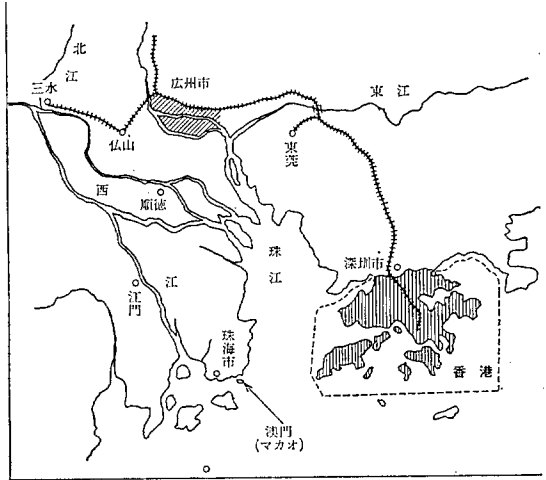 北江
三水
広州市
東江
仏山
東莞
西江
順徳
珠江
深圳市
江門
珠海市
香港
澳門
(マカオ)